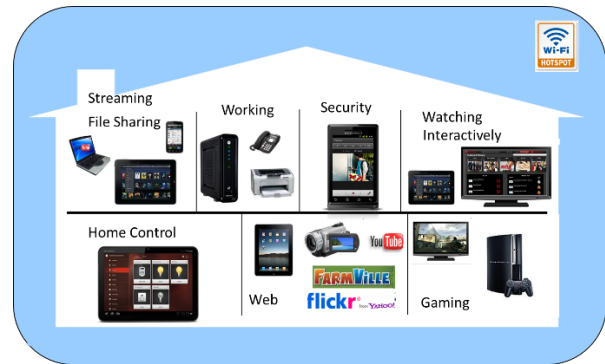 Wi-Fi
HOTSPOT
Streaming
File Sharing
Working
Security
Watching
Interactively
Home Control
Web
You Tube
FARMVILLE
flickr from YAHOO!
Gaming